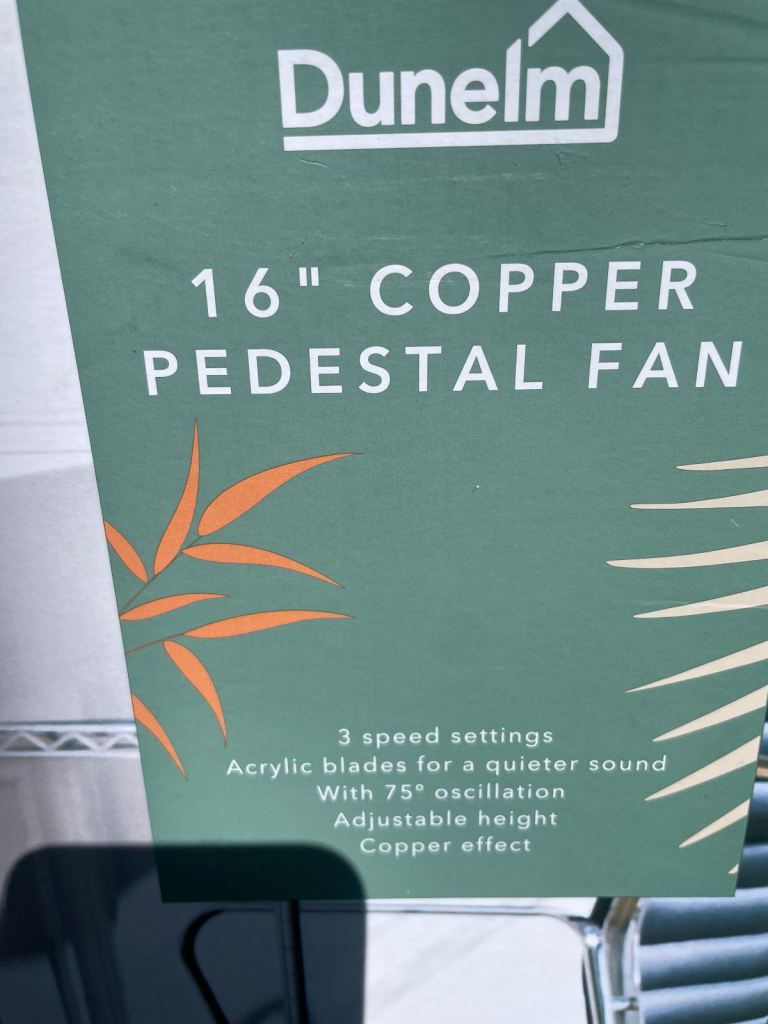 Dunelm
16" COPPER
PEDESTAL FAN
3 speed settings
Acrylic blades for a quieter sound
With 75° oscillation
Adjustable height
Copper effect